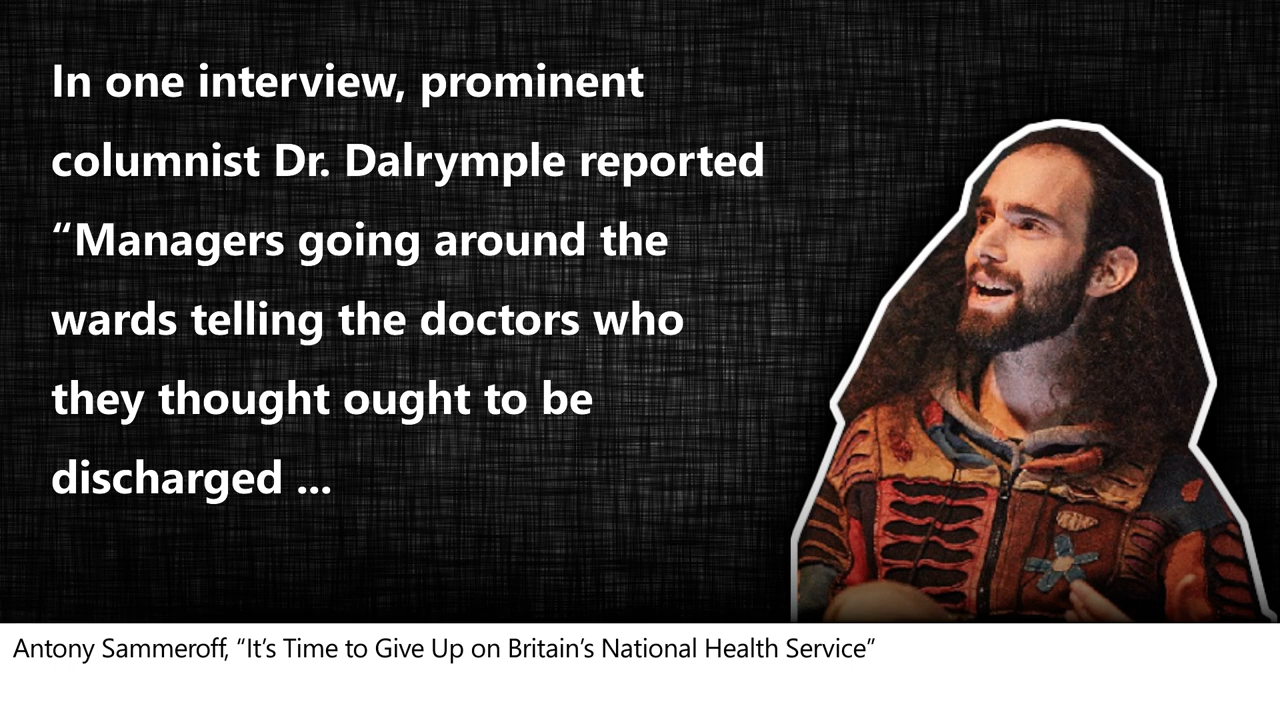 In one interview, prominent
columnist Dr. Dalrymple reported
“Managers going around the
wards telling the doctors who
they thought ought to be
discharged ...
Antony Sammeroff, “It’s Time to Give Up on Britain’s National Health Service”